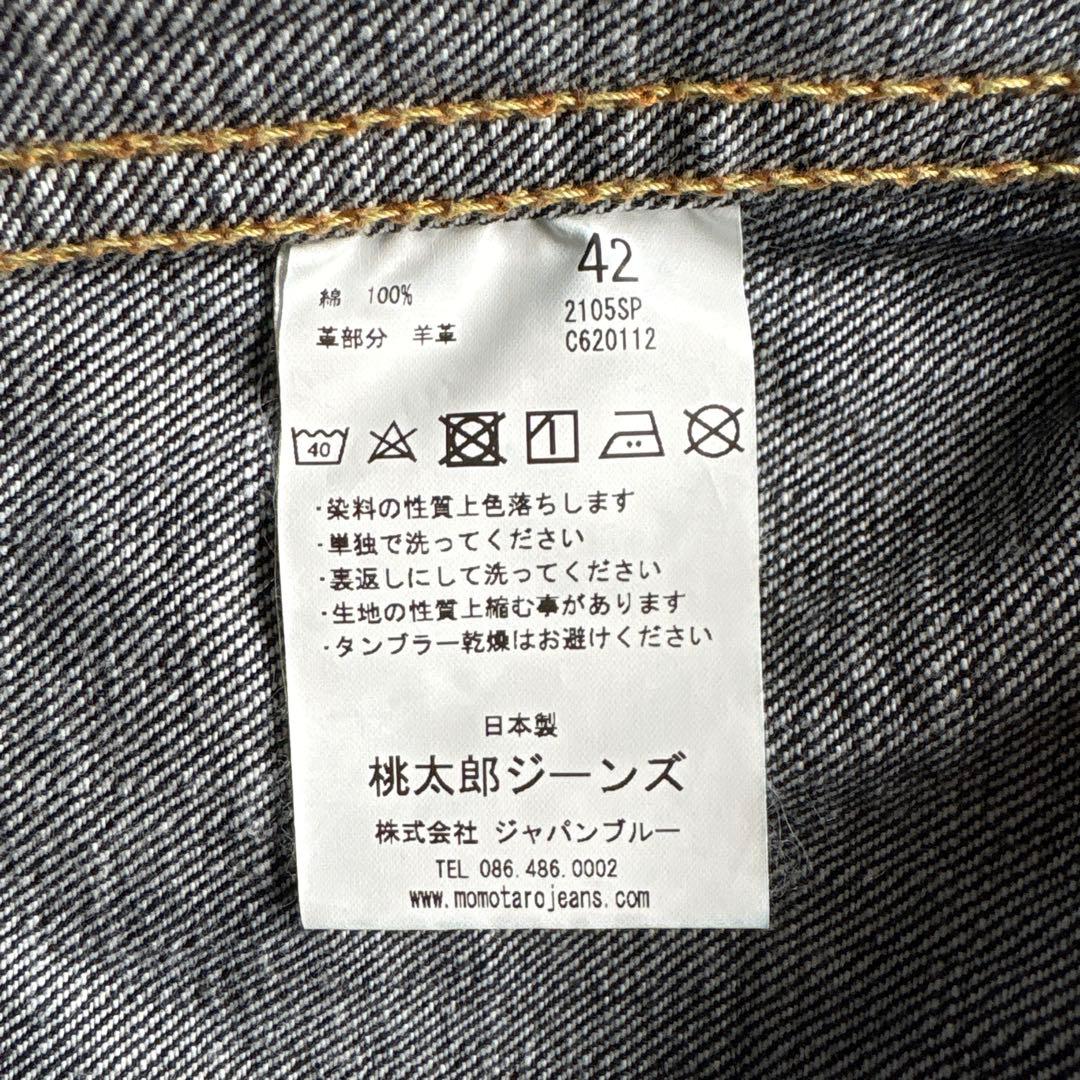 42
綿 100%
2105SP
革部分 羊革
C620112
40
・染料の性質上色落ちします
・単独で洗ってください
・裏返しにして洗ってください
・生地の性質上縮む事があります
・タンブラー乾燥はお避けください
日本製
桃太郎ジーンズ
株式会社 ジャパンブルー
TEL 086.486.0002
www.momotarojeans.com